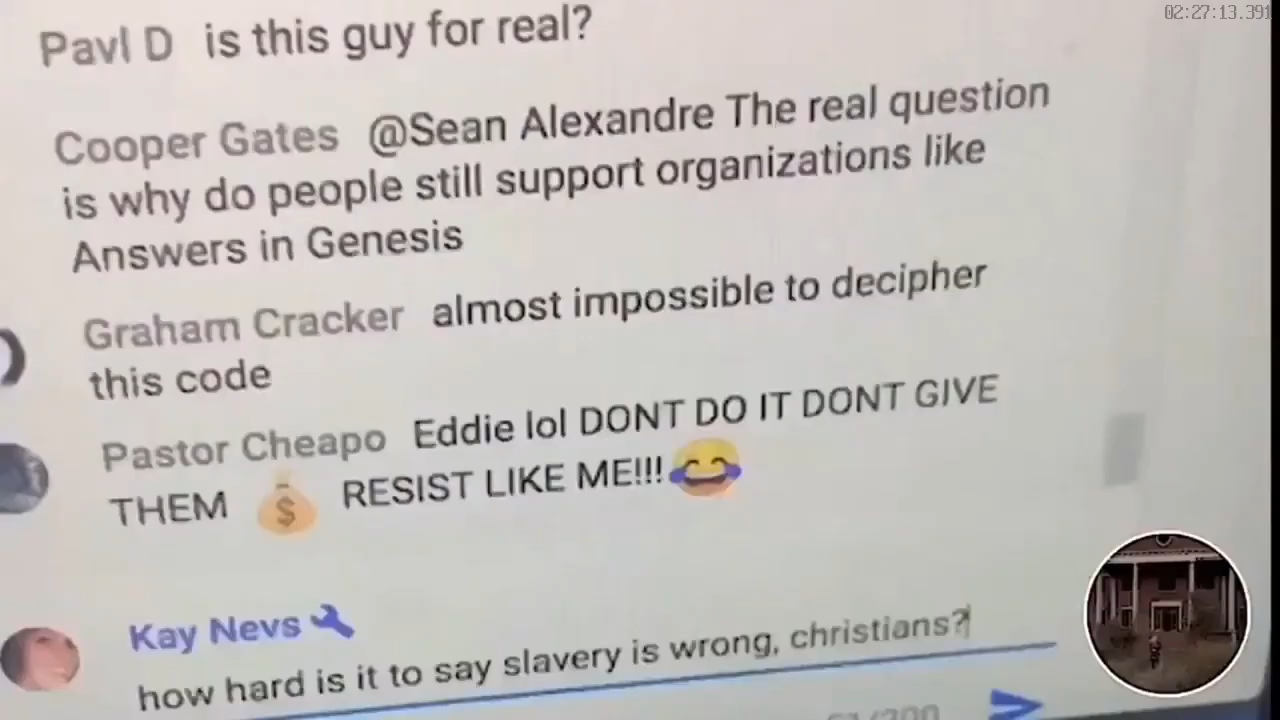 02:27:13.391
Pavl D is this guy for real?
Cooper Gates @Sean Alexandre The real question
is why do people still support organizations like
Answers in Genesis
Graham Cracker almost impossible to decipher
this code
Pastor Cheapo Eddie lol DONT DO IT DONT GIVE
THEM 💰 RESIST LIKE ME!!!😂
Kay Nevs
how hard is it to say slavery is wrong, christians?
/200